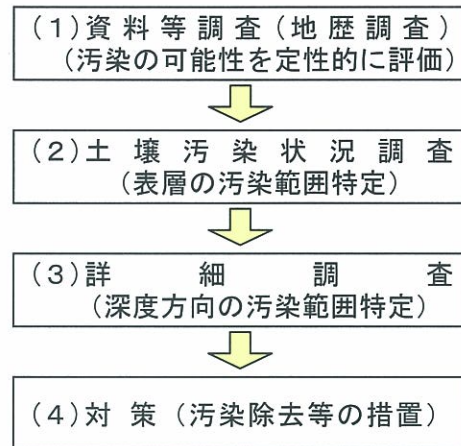 (1)資料等調査(地歴調査)
(汚染の可能性を定性的に評価)
(2)土壌汚染状況調査
(表層の汚染範囲特定)
(3)詳細調査
(深度方向の汚染範囲特定)
(4)対策(汚染除去等の措置)